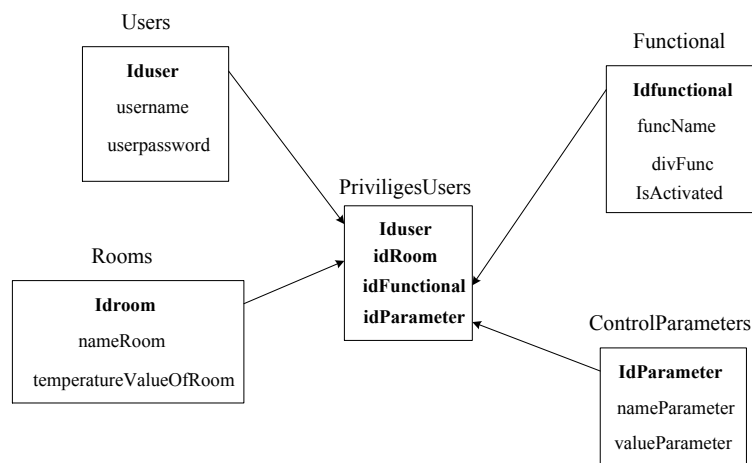 Users
Iduser
username
userpassword
Functional
Idfunctional
funcName
divFunc
IsActivated
PriviligesUsers
Iduser
idRoom
idFunctional
idParameter
Rooms
Idroom
nameRoom
temperatureValueOfRoom
ControlParameters
IdParameter
nameParameter
valueParameter